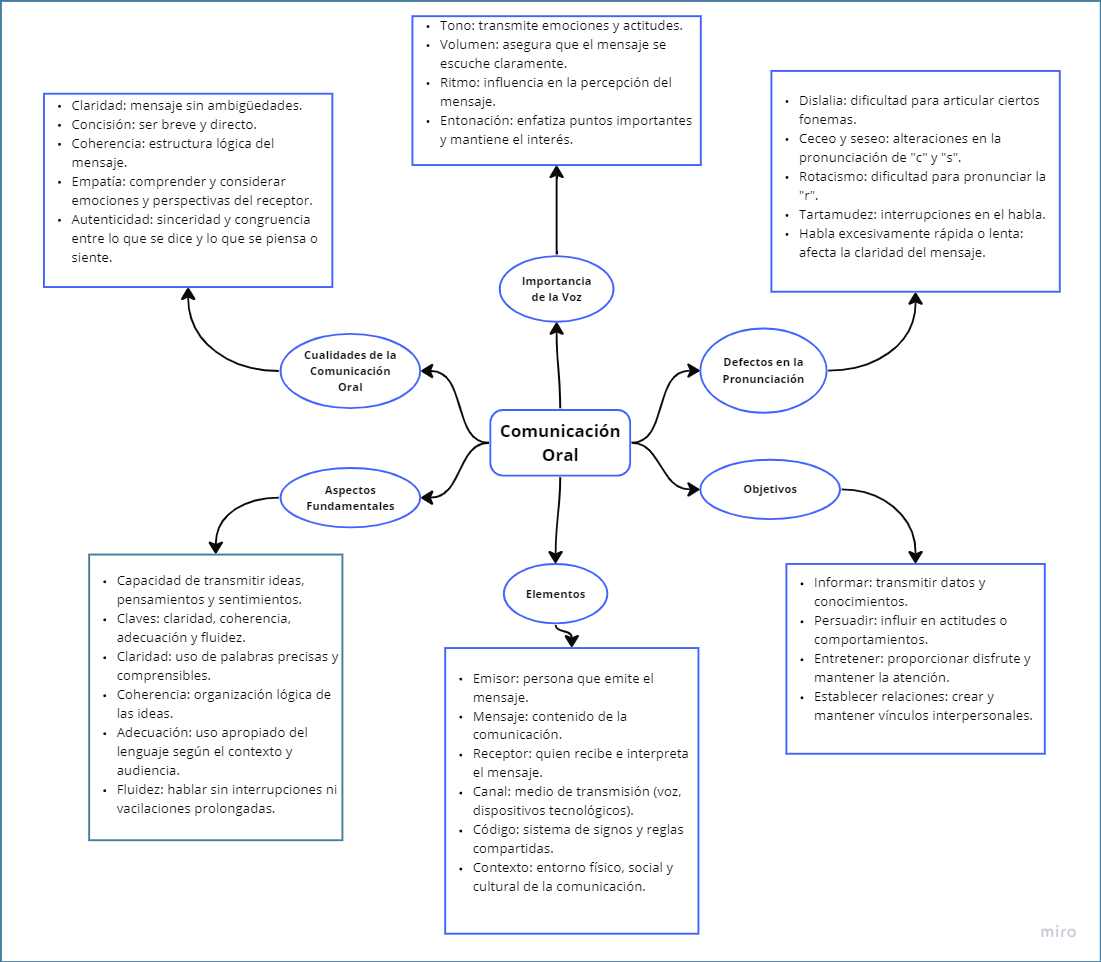 • Tono: transmite emociones y actitudes.
• Volumen: asegura que el mensaje se
escuche claramente.
• Ritmo: influencia en la percepción del
mensaje.
• Entonación: enfatiza puntos importantes
y mantiene el interés.
• Claridad: mensaje sin ambigüedades.
• Concisión: ser breve y directo.
• Coherencia: estructura lógica del
mensaje.
• Empatía: comprender y considerar
emociones y perspectivas del receptor.
• Autenticidad: sinceridad y congruencia
entre lo que se dice y lo que se piensa o
siente.
• Dislalia: dificultad para articular ciertos
fonemas.
• Ceceo y seseo: alteraciones en la
pronunciación de "c" y "s".
• Rotacismo: dificultad para pronunciar la
"r".
• Tartamudez: interrupciones en el habla.
• Habla excesivamente rápida o lenta:
afecta la claridad del mensaje.
Importancia
de la Voz
Cualidades de la
Comunicación
Oral
Defectos en la
Pronunciación
Comunicación
Oral
Aspectos
Fundamentales
Objetivos
Elementos
• Capacidad de transmitir ideas,
pensamientos y sentimientos.
• Claves: claridad, coherencia,
adecuación y fluidez.
• Claridad: uso de palabras precisas y
comprensibles.
• Coherencia: organización lógica de
las ideas.
• Adecuación: uso apropiado del
lenguaje según el contexto y
audiencia.
• Fluidez: hablar sin interrupciones ni
vacilaciones prolongadas.
• Emisor: persona que emite el
mensaje.
• Mensaje: contenido de la
comunicación.
• Receptor: quien recibe e interpreta
el mensaje.
• Canal: medio de transmisión (voz,
dispositivos tecnológicos).
• Código: sistema de signos y reglas
compartidas.
• Contexto: entorno físico, social y
cultural de la comunicación.
• Informar: transmitir datos y
conocimientos.
• Persuadir: influir en actitudes o
comportamientos.
• Entretener: proporcionar disfrute y
mantener la atención.
• Establecer relaciones: crear y
mantener vínculos interpersonales.
miro